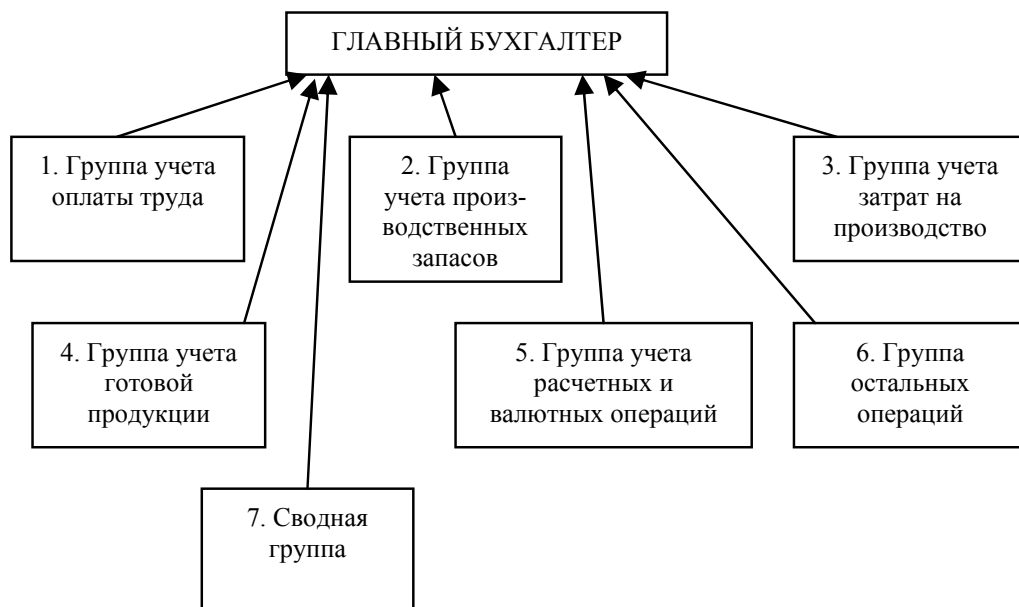 ГЛАВНЫЙ БУХГАЛТЕР
1. Группа учета
оплаты труда
2. Группа
учета произ-
водственных
запасов
3. Группа учета
затрат на
производство
4. Группа учета
готовой
продукции
5. Группа учета
расчетных и
валютных операций
6. Группа
остальных
операций
7. Сводная
группа